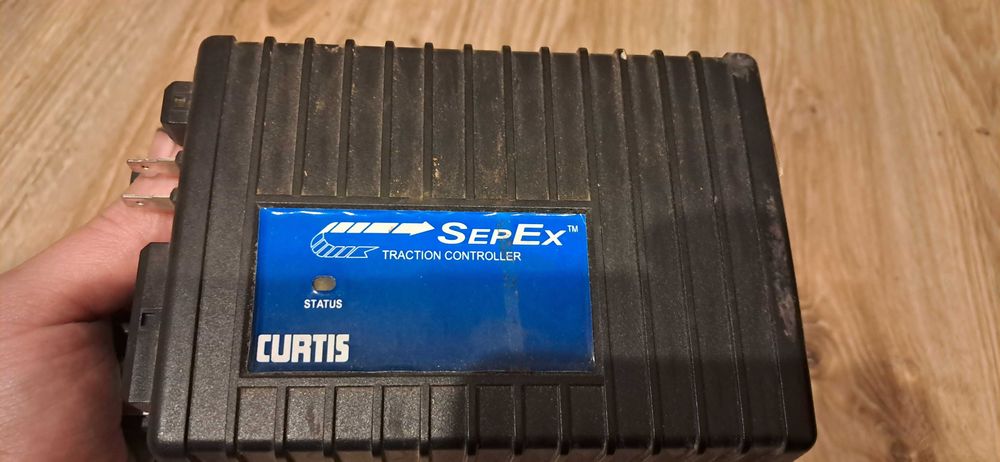 SEPEX™
TRACTION CONTROLLER
STATUS
CURTIS